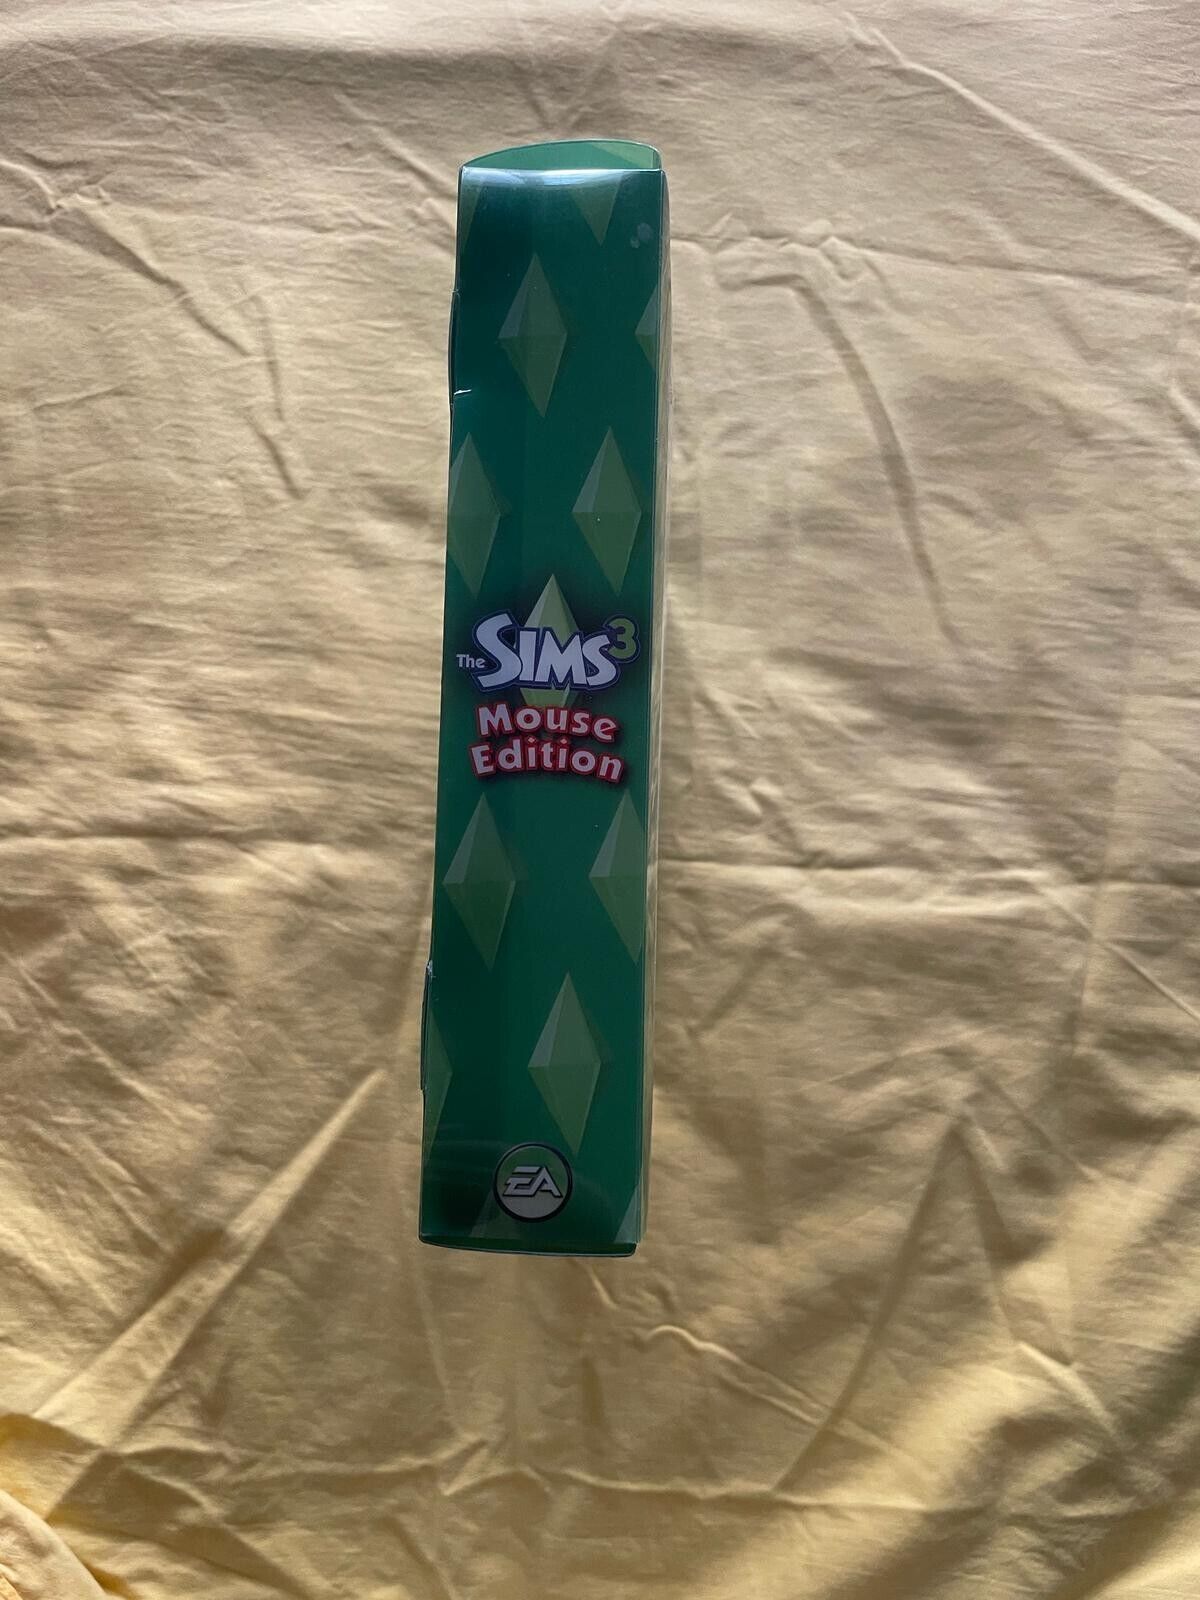 The SIMS 3
Mouse
Edition
EA